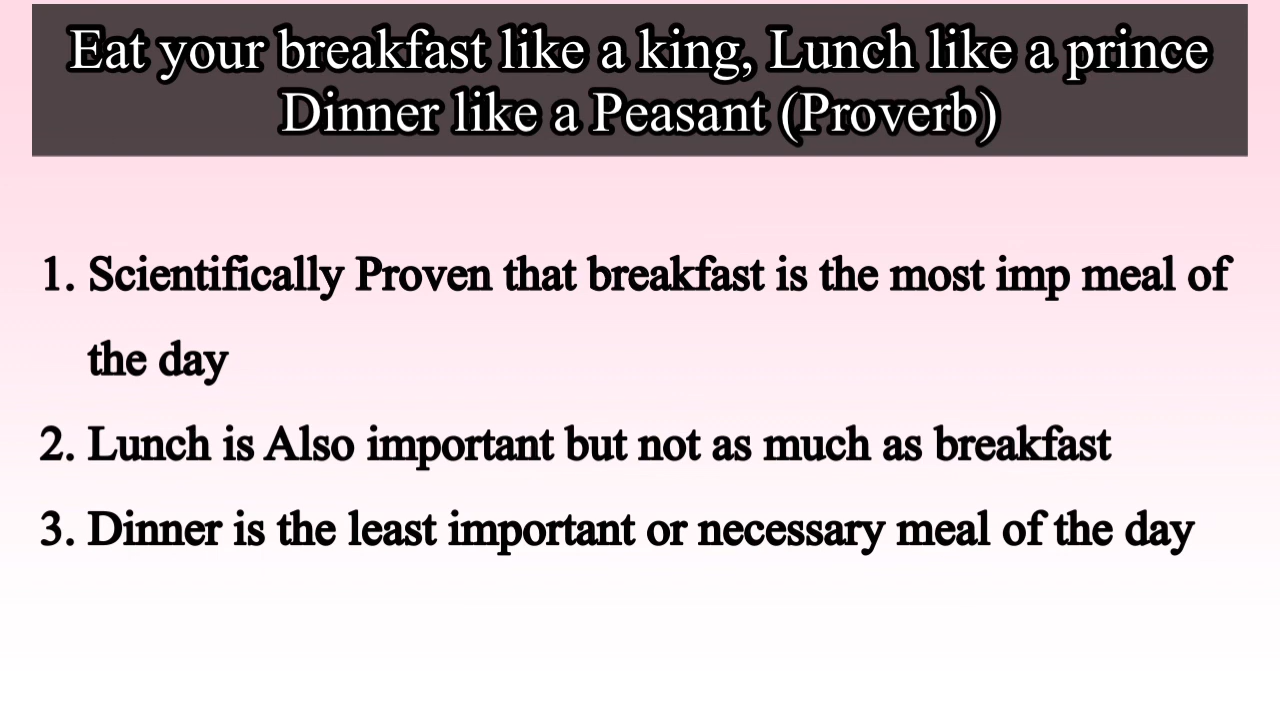 Eat your breakfast like a king, Lunch like a prince
Dinner like a Peasant (Proverb)
1. Scientifically Proven that breakfast is the most imp meal of
the day
2. Lunch is Also important but not as much as breakfast
3. Dinner is the least important or necessary meal of the day